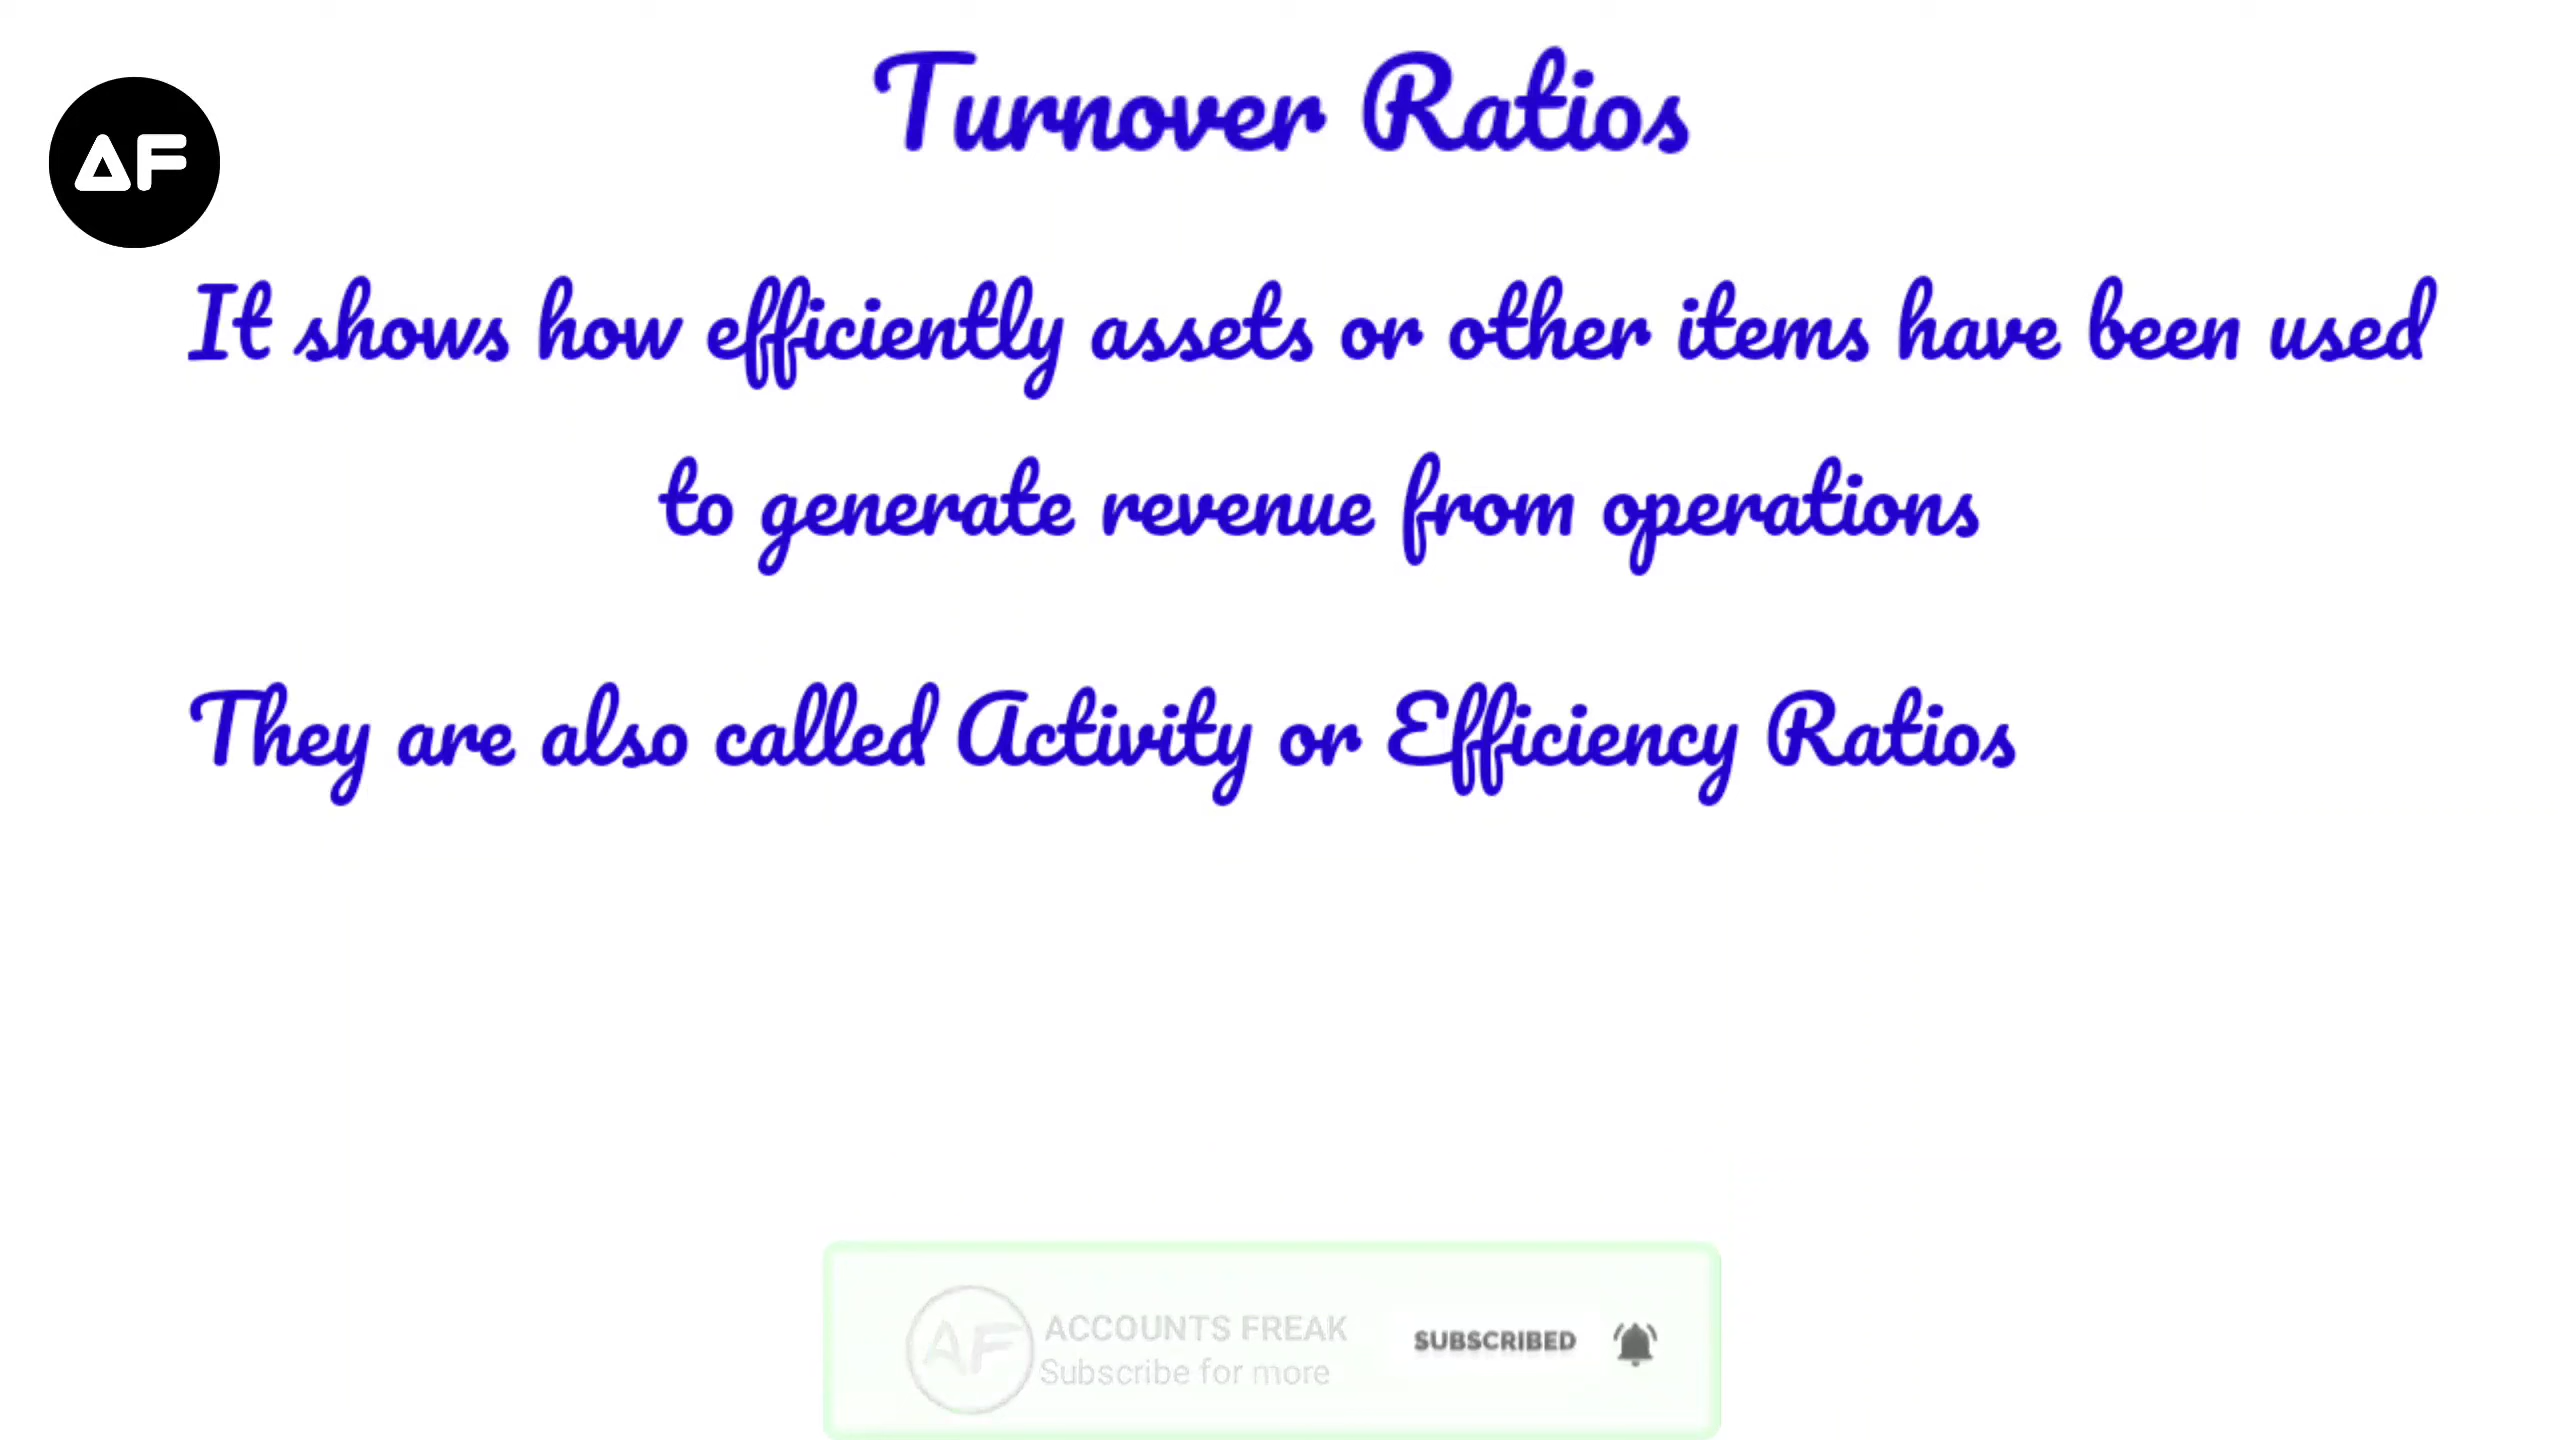 Turnover Ratios
AF
It shows how efficiently assets or other items have been used
to generate revenue from operations
They are also called Activity or Efficiency Ratios
AF
ACCOUNTS FREAK
Subscribe for more
SUBSCRIBED